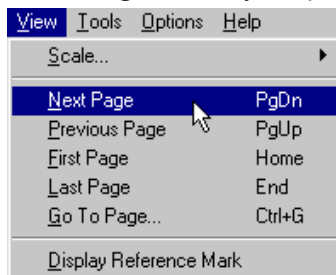 View Tools Options Help
Scale...
Next Page PgDn
Previous Page PgUp
First Page Home
Last Page End
Go To Page... Ctrl+G
Display Reference Mark